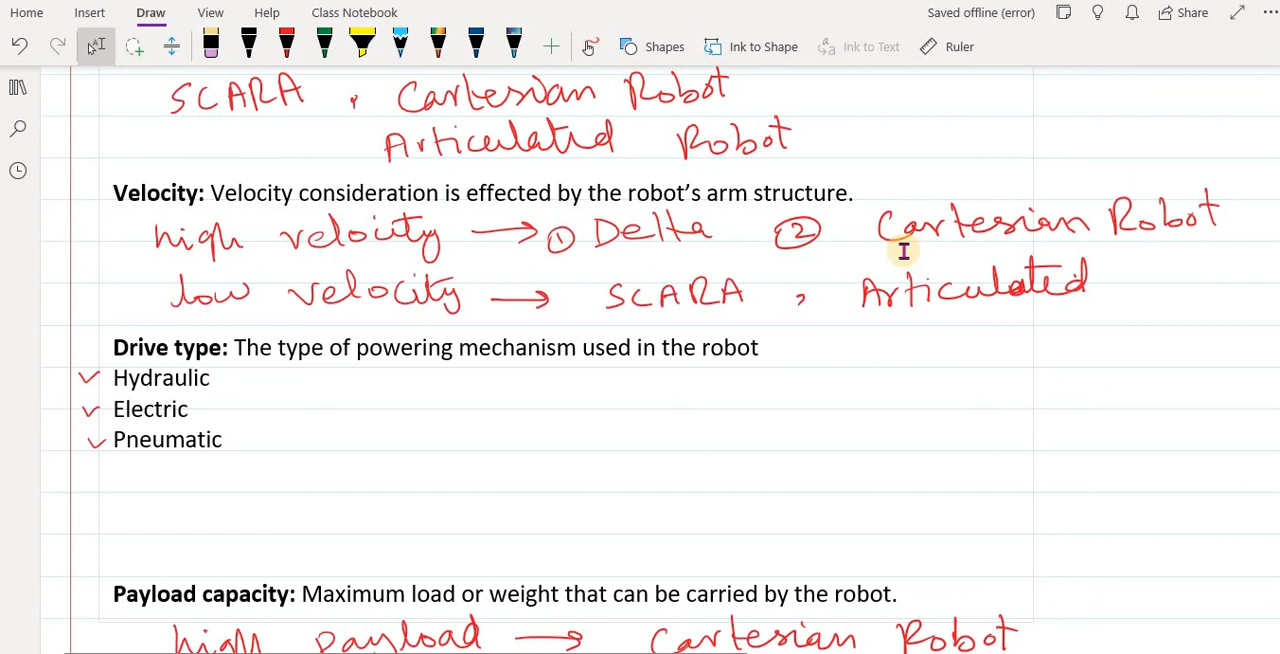 Home Insert Draw View Help Class Notebook Saved offline (error) Share
Shapes Ink to Shape Ink to Text Ruler
SCARA , Cartesian Robot
Articulated Robot
Velocity: Velocity consideration is effected by the robot's arm structure.
high velocity → ① Delta ② Cartesian Robot
low velocity → SCARA , Articulated
Drive type: The type of powering mechanism used in the robot
✓ Hydraulic
✓ Electric
✓ Pneumatic
Payload capacity: Maximum load or weight that can be carried by the robot.
high payload → Cartesian Robot